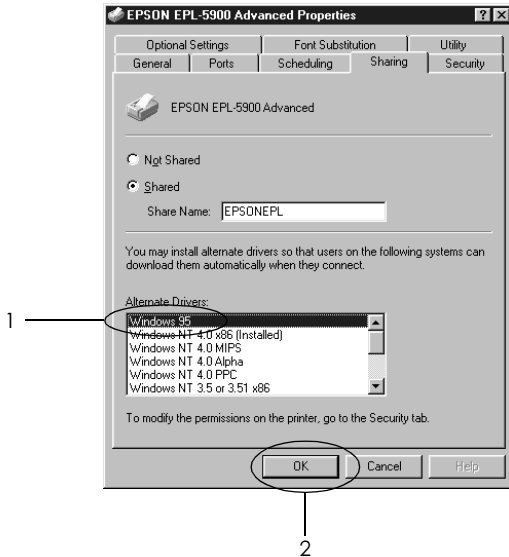 EPSON EPL-5900 Advanced Properties
Optional Settings Font Substitution Utility
General Ports Scheduling Sharing Security
EPSON EPL-5900 Advanced
Not Shared
Shared
Share Name: EPSONEPL
You may install alternate drivers so that users on the following systems can
download them automatically when they connect.
Alternate Drivers:
1
Windows 95
Windows NT 4.0 x86 (Installed)
Windows NT 4.0 MIPS
Windows NT 4.0 Alpha
Windows NT 4.0 PPC
Windows NT 3.5 or 3.51 x86
To modify the permissions on the printer, go to the Security tab.
OK Cancel Help
2